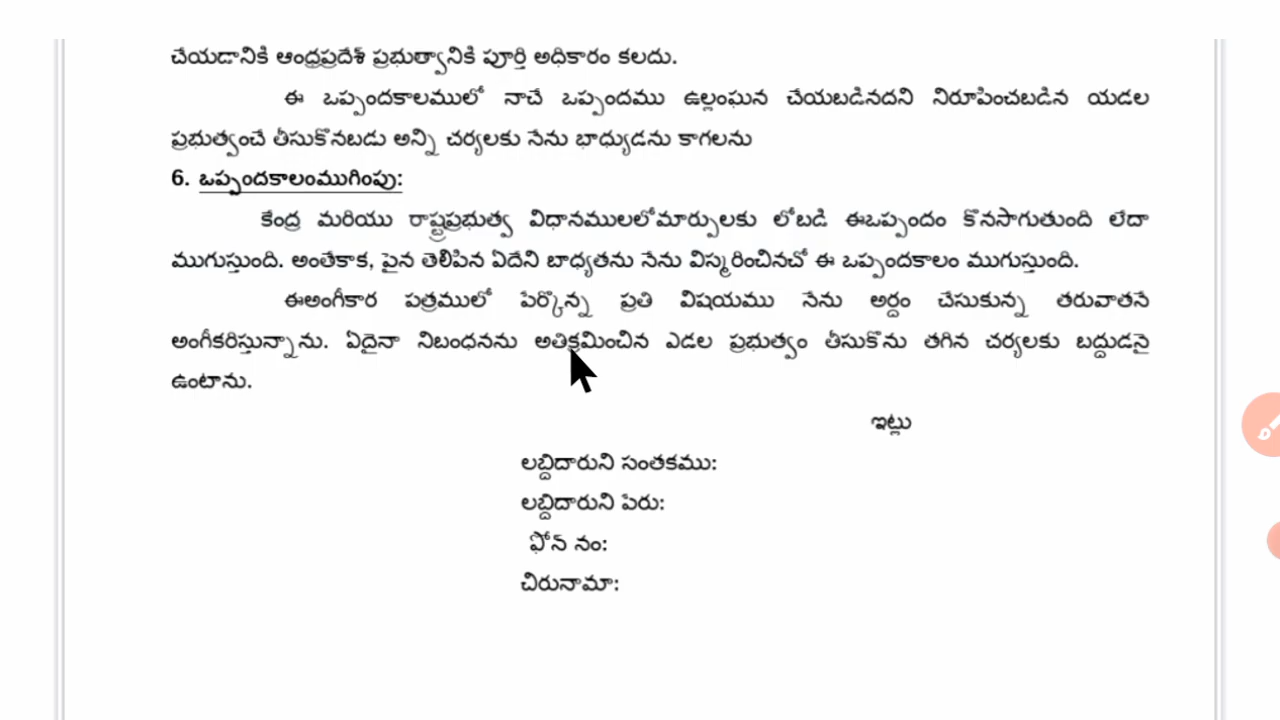 చేయడానికి ఆంధ్రప్రదేశ్ ప్రభుత్వానికి పూర్తి అధికారం కలదు.
ఈ ఒప్పందకాలములో నాచే ఒప్పందము ఉల్లంఘన చేయబడినదని నిరూపించబడిన యడల
ప్రభుత్వంచే తీసుకొనబడు అన్ని చర్యలకు నేను భాధ్యుడను కాగలను
6. ఒప్పందకాలంముగింపు:
కేంద్ర మరియు రాష్ట్రప్రభుత్వ విధానములలోమార్పులకు లోబడి ఈఒప్పందం కొనసాగుతుంది లేదా
ముగుస్తుంది. అంతేకాక, పైన తెలిపిన ఏదేని బాధ్యతను నేను విస్మరించినచో ఈ ఒప్పందకాలం ముగుస్తుంది.
ఈఅంగీకార పత్రములో పేర్కొన్న ప్రతి విషయము నేను అర్దం చేసుకున్న తరువాతనే
అంగీకరిస్తున్నాను. ఏదైనా నిబంధనను అతిక్రమించిన ఎడల ప్రభుత్వం తీసుకొను తగిన చర్యలకు బద్దుడనై
ఉంటాను.
ఇట్లు
లబ్దిదారుని సంతకము:
లబ్దిదారుని పేరు:
ఫోన్ నం:
చిరునామా: